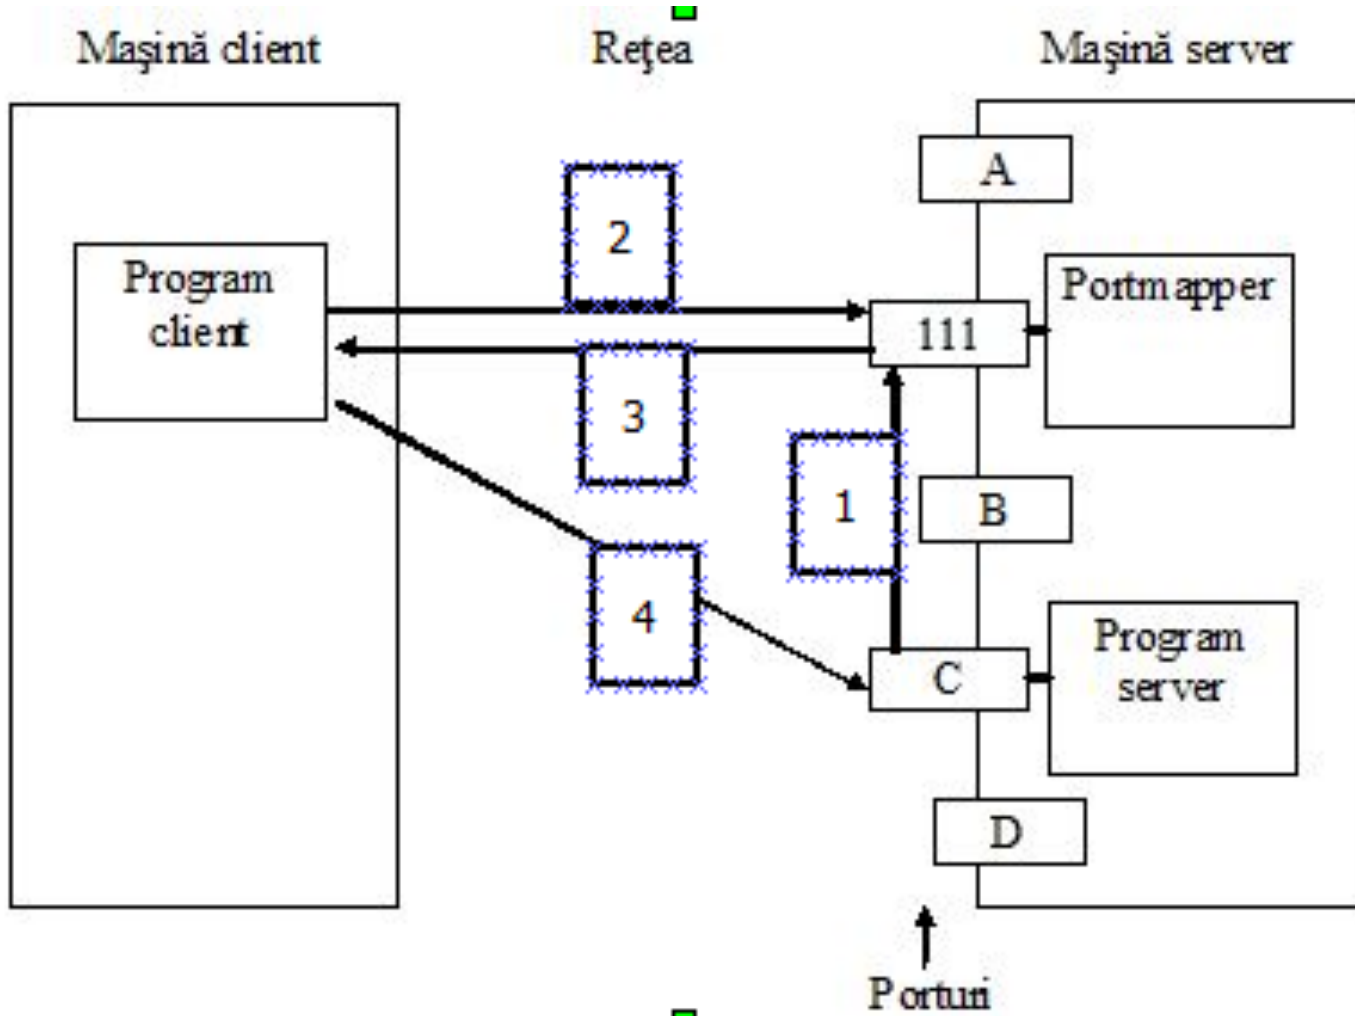 Maşină client
Reţea
Maşină server
A
2
Program
client
Portmapper
111
3
1
B
4
Program
server
C
D
Porturi